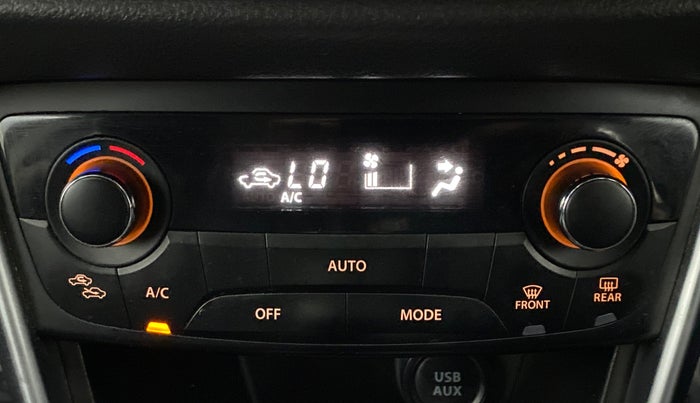 LO
A/C
AUTO
A/C
OFF
MODE
FRONT
REAR
USB
AUX